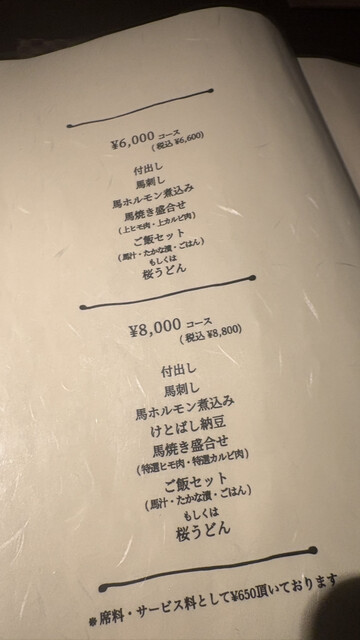 ¥6,000 コース
(税込 ¥6,600)
付出し
馬刺し
馬ホルモン煮込み
馬焼き盛合せ
(上ヒモ肉・上カルビ肉)
ご飯セット
(馬汁・たかな漬・ごはん)
もしくは
桜うどん
¥8,000 コース
(税込 ¥8,800)
付出し
馬刺し
馬ホルモン煮込み
けとばし納豆
馬焼き盛合せ
(特選ヒモ肉・特選カルビ肉)
ご飯セット
(馬汁・たかな漬・ごはん)
もしくは
桜うどん
※席料・サービス料として¥650頂いております